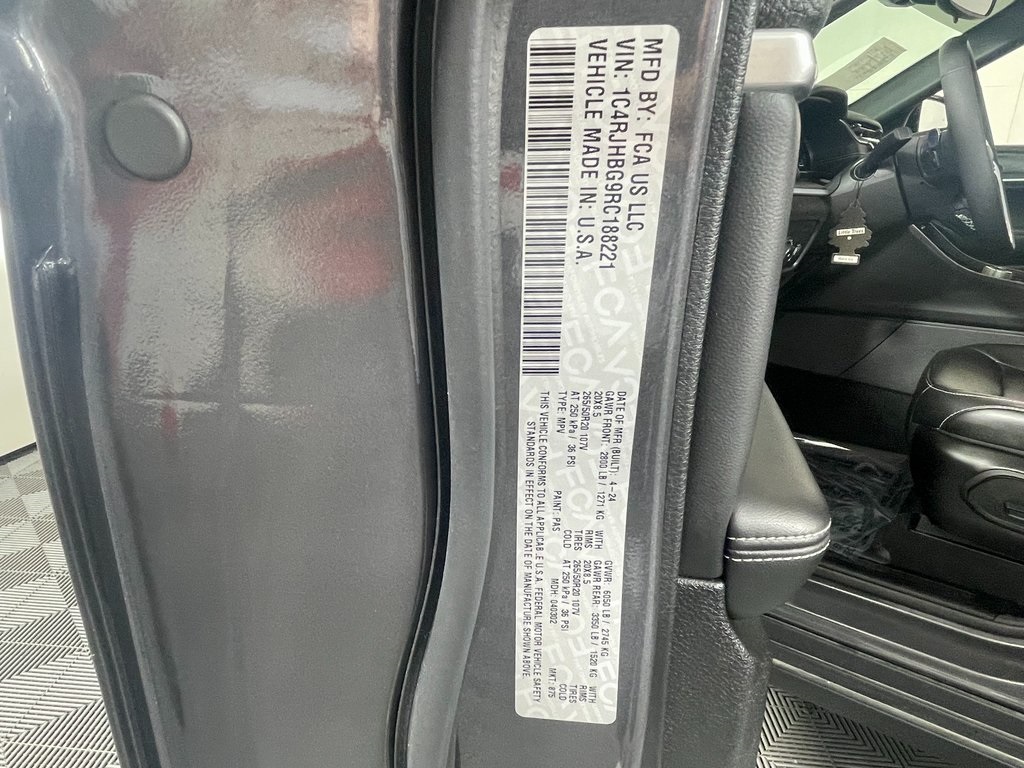 MFD BY: FCA US LLC
VIN: 1C4RJHBG9RC188221
VEHICLE MADE IN: U.S.A.
DATE OF MFR (BUILT): 4-24
GVWR: 6050 LB / 2745 KG
GAWR FRONT: 2800 LB / 1271 KG WITH
GAWR REAR: 3350 LB / 1520 KG WITH
20X8.5 RIMS
20X8.5 RIMS
265/50R20 107V TIRES
265/50R20 107V TIRES
AT 250 kPa / 36 PSI COLD
AT 250 kPa / 36 PSI COLD
TYPE: MPV PAINT: PAS MDH: 040302 MKT: 875
THIS VEHICLE CONFORMS TO ALL APPLICABLE U.S.A. FEDERAL MOTOR VEHICLE SAFETY
STANDARDS IN EFFECT ON THE DATE OF MANUFACTURE SHOWN ABOVE
Little Trees